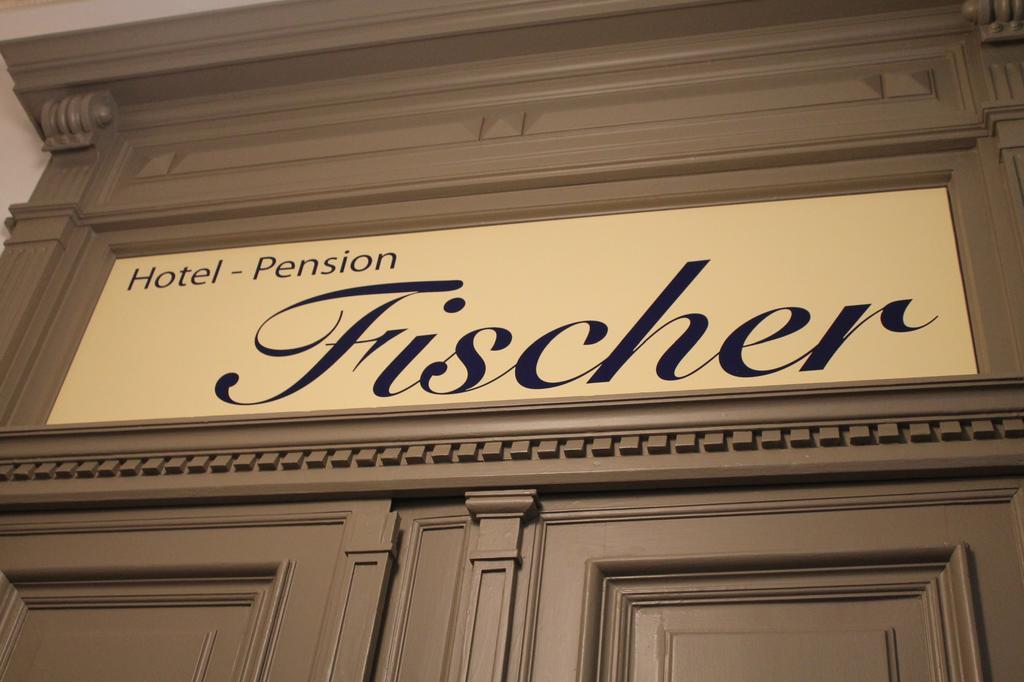 Hotel - Pension
Fischer